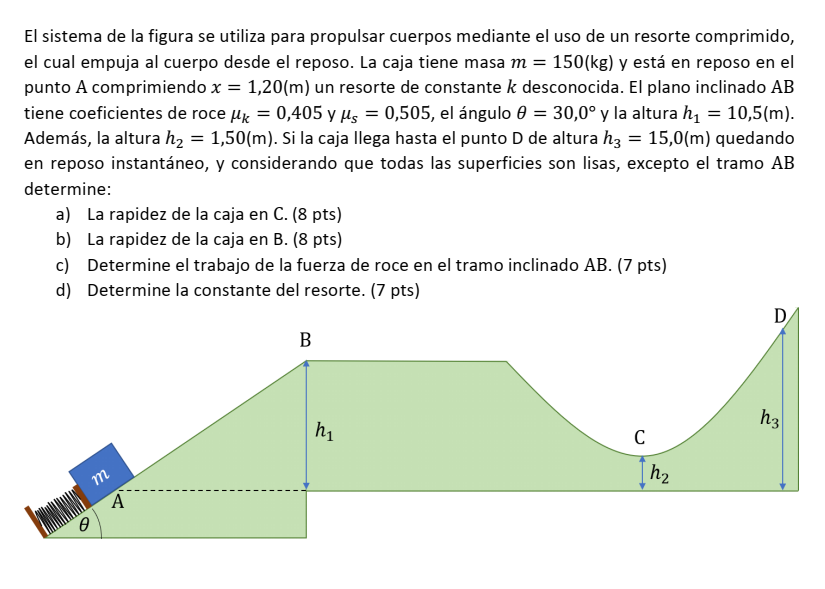 El sistema de la figura se utiliza para propulsar cuerpos mediante el uso de un resorte comprimido,
el cual empuja al cuerpo desde el reposo. La caja tiene masa m = 150(kg) y está en reposo en el
punto A comprimiendo x = 1,20(m) un resorte de constante k desconocida. El plano inclinado AB
tiene coeficientes de roce μₖ = 0,405 y μₛ = 0,505, el ángulo θ = 30,0° y la altura h₁ = 10,5(m).
Además, la altura h₂ = 1,50(m). Si la caja llega hasta el punto D de altura h₃ = 15,0(m) quedando
en reposo instantáneo, y considerando que todas las superficies son lisas, excepto el tramo AB
determine:
a) La rapidez de la caja en C. (8 pts)
b) La rapidez de la caja en B. (8 pts)
c) Determine el trabajo de la fuerza de roce en el tramo inclinado AB. (7 pts)
d) Determine la constante del resorte. (7 pts)
D
B
h₃
h₁
C
h₂
m
A
θ